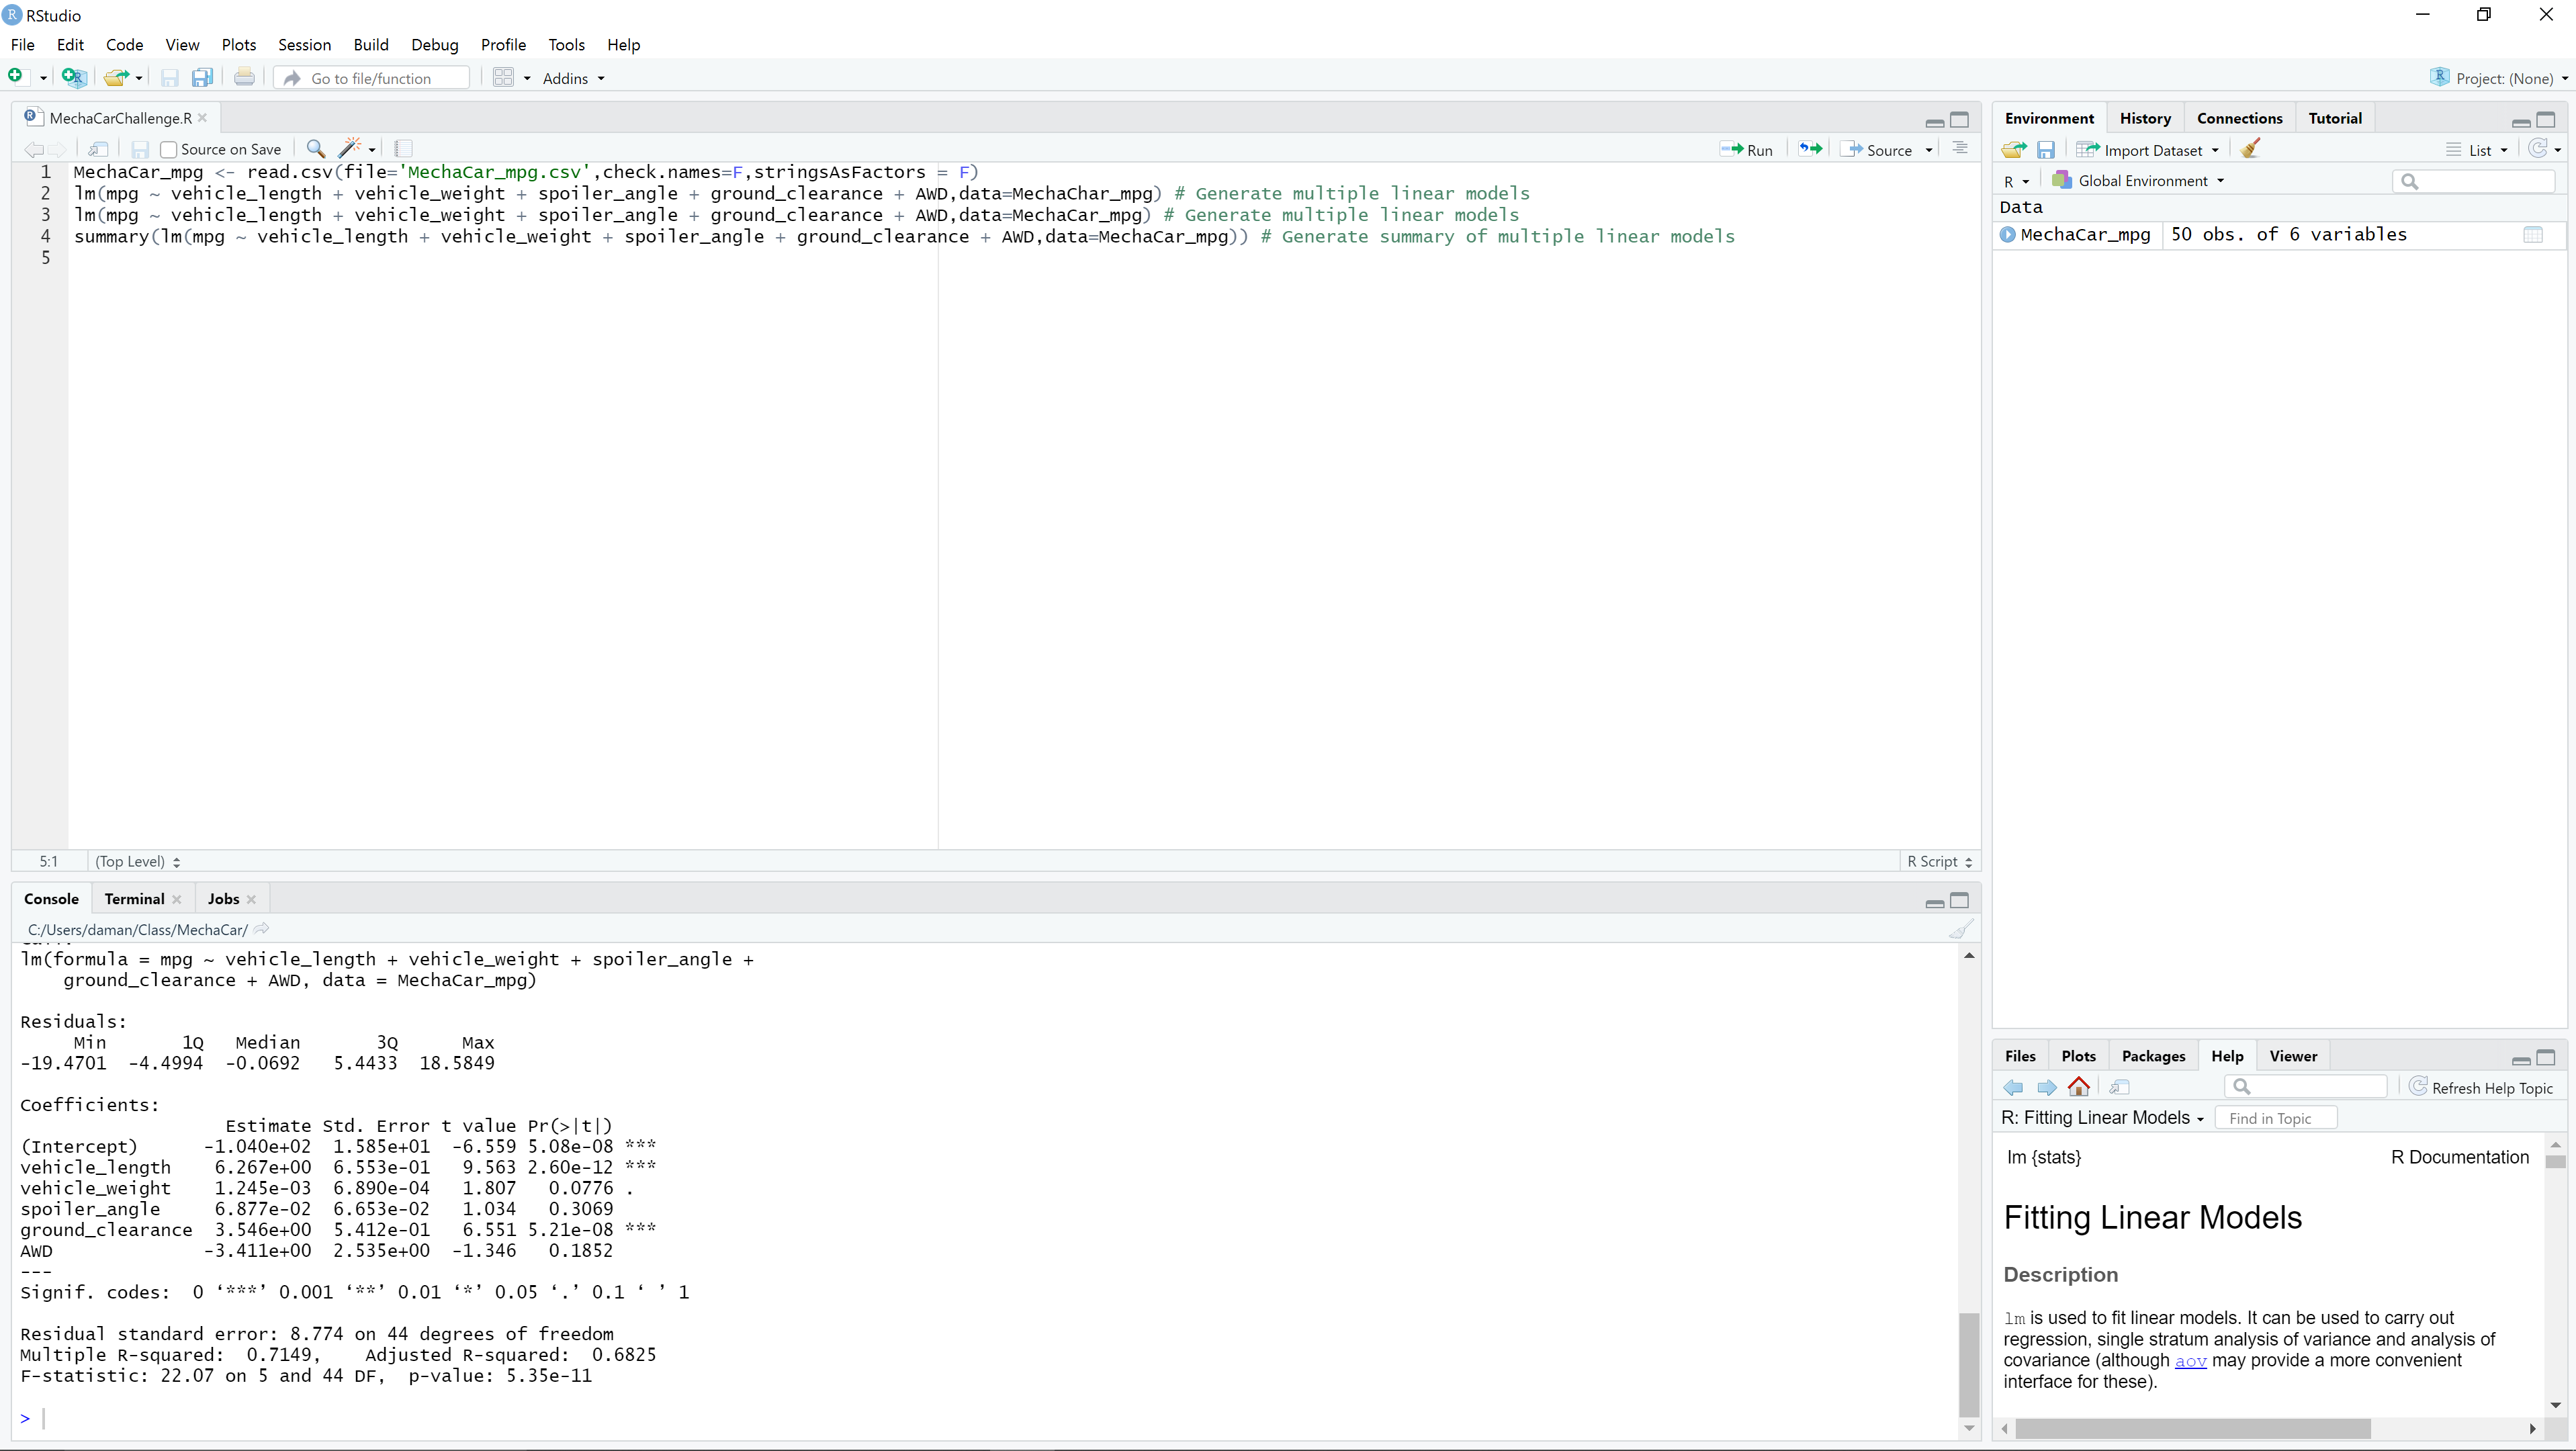 RStudio
File Edit Code View Plots Session Build Debug Profile Tools Help
Go to file/function Addins Project: (None)
MechaCarChallenge.R
Source on Save Run Source
1 MechaCar_mpg <- read.csv(file='MechaCar_mpg.csv',check.names=F,stringsAsFactors = F)
2 lm(mpg ~ vehicle_length + vehicle_weight + spoiler_angle + ground_clearance + AWD,data=MechaChar_mpg) # Generate multiple linear models
3 lm(mpg ~ vehicle_length + vehicle_weight + spoiler_angle + ground_clearance + AWD,data=MechaCar_mpg) # Generate multiple linear models
4 summary(lm(mpg ~ vehicle_length + vehicle_weight + spoiler_angle + ground_clearance + AWD,data=MechaCar_mpg)) # Generate summary of multiple linear models
5
5:1 (Top Level) R Script
Console Terminal Jobs
C:/Users/daman/Class/MechaCar/
lm(formula = mpg ~ vehicle_length + vehicle_weight + spoiler_angle +
    ground_clearance + AWD, data = MechaCar_mpg)
Residuals:
     Min       1Q   Median       3Q      Max
-19.4701  -4.4994  -0.0692   5.4433  18.5849
Coefficients:
                   Estimate Std. Error t value Pr(>|t|)
(Intercept)      -1.040e+02  1.585e+01  -6.559 5.08e-08 ***
vehicle_length    6.267e+00  6.553e-01   9.563 2.60e-12 ***
vehicle_weight    1.245e-03  6.890e-04   1.807   0.0776 .
spoiler_angle     6.877e-02  6.653e-02   1.034   0.3069
ground_clearance  3.546e+00  5.412e-01   6.551 5.21e-08 ***
AWD              -3.411e+00  2.535e+00  -1.346   0.1852
---
Signif. codes:  0 ‘***’ 0.001 ‘**’ 0.01 ‘*’ 0.05 ‘.’ 0.1 ‘ ’ 1
Residual standard error: 8.774 on 44 degrees of freedom
Multiple R-squared:  0.7149,    Adjusted R-squared:  0.6825
F-statistic: 22.07 on 5 and 44 DF,  p-value: 5.35e-11
>
Environment History Connections Tutorial
Import Dataset List
R Global Environment
Data
MechaCar_mpg 50 obs. of 6 variables
Files Plots Packages Help Viewer
Refresh Help Topic
R: Fitting Linear Models Find in Topic
lm {stats} R Documentation
Fitting Linear Models
Description
lm is used to fit linear models. It can be used to carry out
regression, single stratum analysis of variance and analysis of
covariance (although aov may provide a more convenient
interface for these).